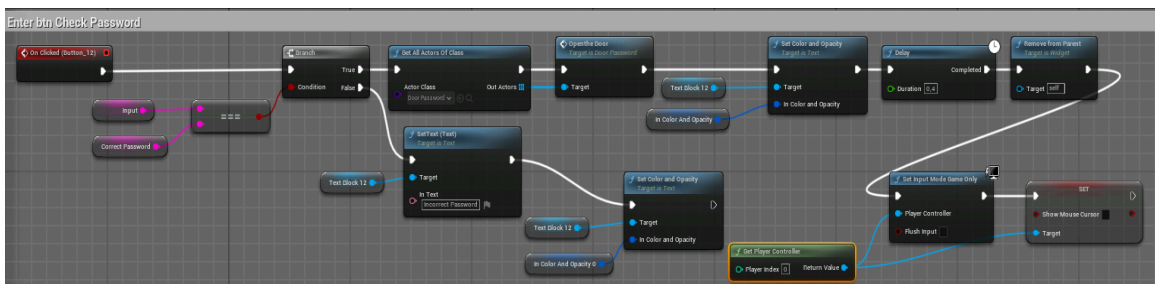 Enter btn Check Password
On Clicked (Button_12)
Branch
True
Condition
False
Input
===
Correct Password
Get All Actors Of Class
Actor Class
Door Password
Out Actors
Openthe Door
Target is Door Password
Target
Text Block 12
In Color And Opacity
Set Color and Opacity
Target is Text
Target
In Color and Opacity
Delay
Completed
Duration 0,4
Remove from Parent
Target is Widget
Target self
SetText (Text)
Target is Text
Target
In Text
Incorrect Password
Text Block 12
Set Color and Opacity
Target is Text
Target
In Color and Opacity
Text Block 12
In Color And Opacity 0
Get Player Controller
Player Index 0
Return Value
Set Input Mode Game Only
Player Controller
Flush Input
SET
Show Mouse Cursor
Target